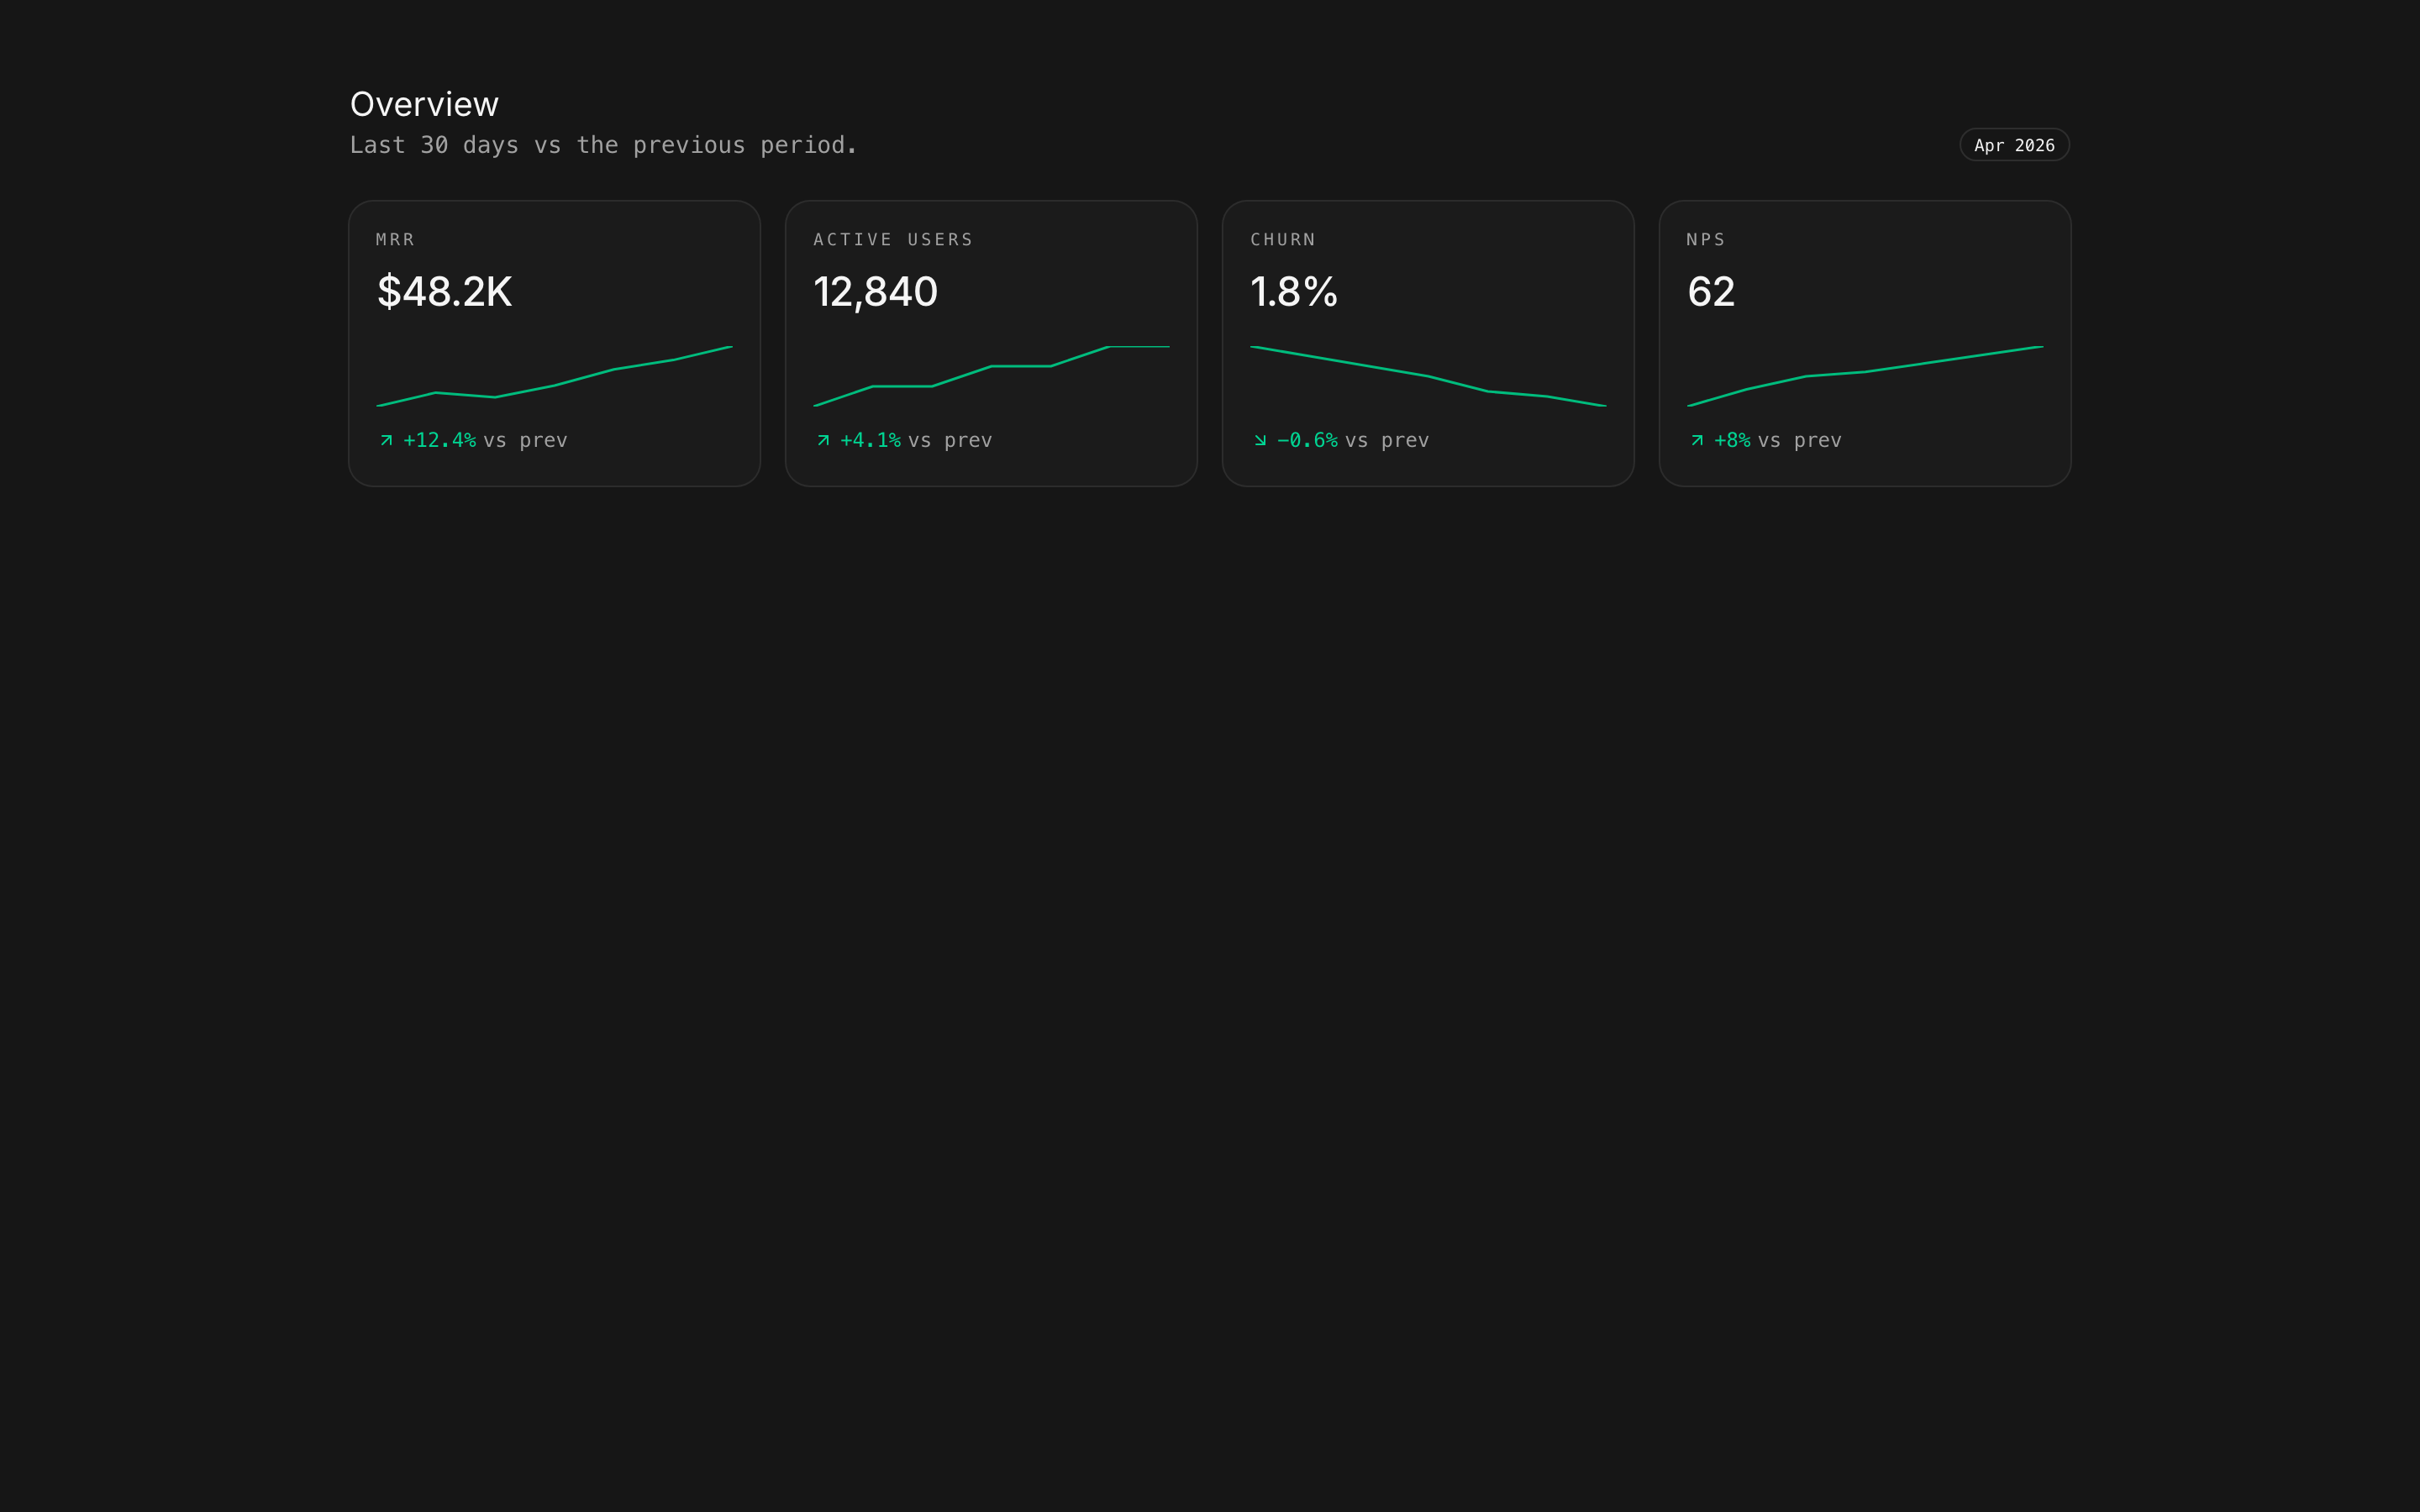 Overview
Last 30 days vs the previous period.
Apr 2026
MRR
$48.2K
+12.4% vs prev
ACTIVE USERS
12,840
+4.1% vs prev
CHURN
1.8%
−0.6% vs prev
NPS
62
+8% vs prev